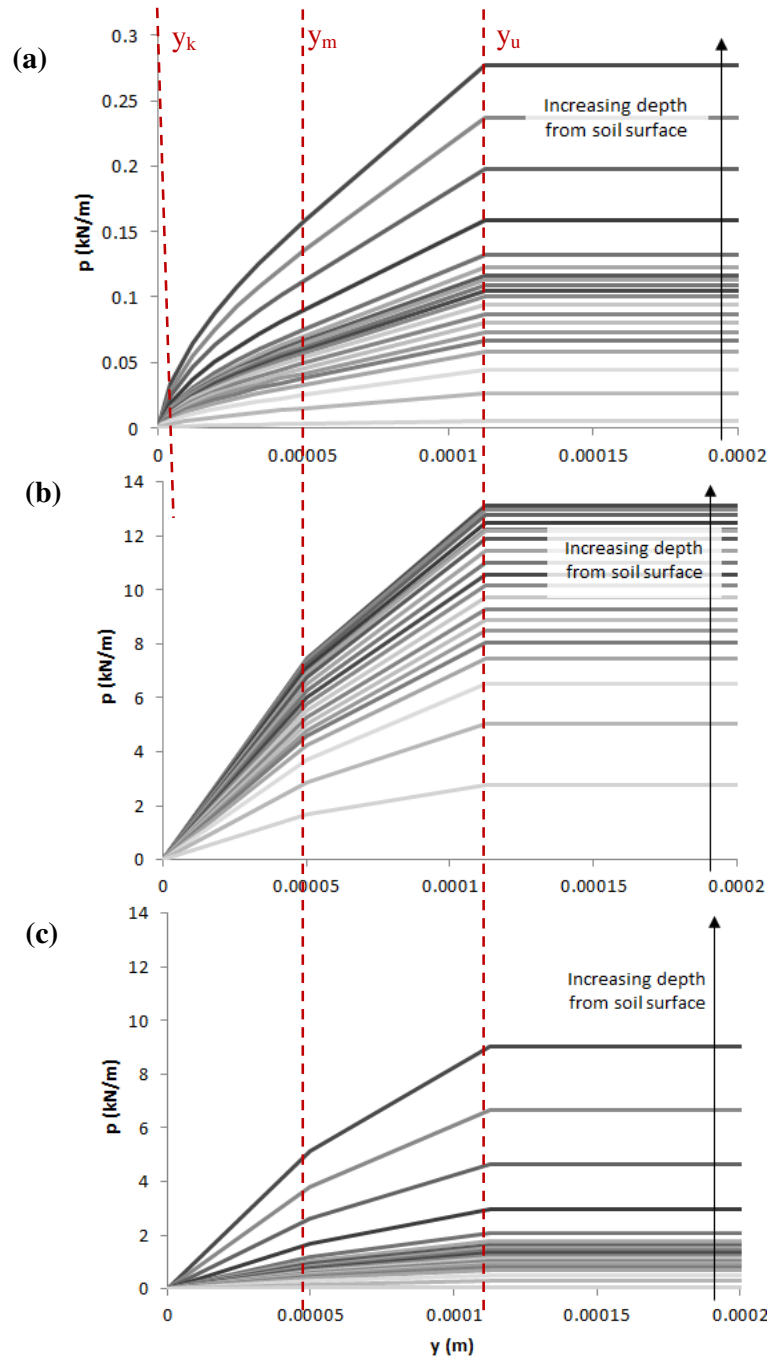 y_k y_m y_u
(a)
0.3
0.25
0.2
0.15
0.1
0.05
0
p (kN/m)
Increasing depth
from soil surface
0 0.00005 0.0001 0.00015 0.0002
(b)
14
12
10
8
6
4
2
0
p (kN/m)
Increasing depth
from soil surface
0 0.00005 0.0001 0.00015 0.0002
(c)
14
12
10
8
6
4
2
0
p (kN/m)
Increasing depth
from soil surface
0 0.00005 0.0001 0.00015 0.0002
y (m)